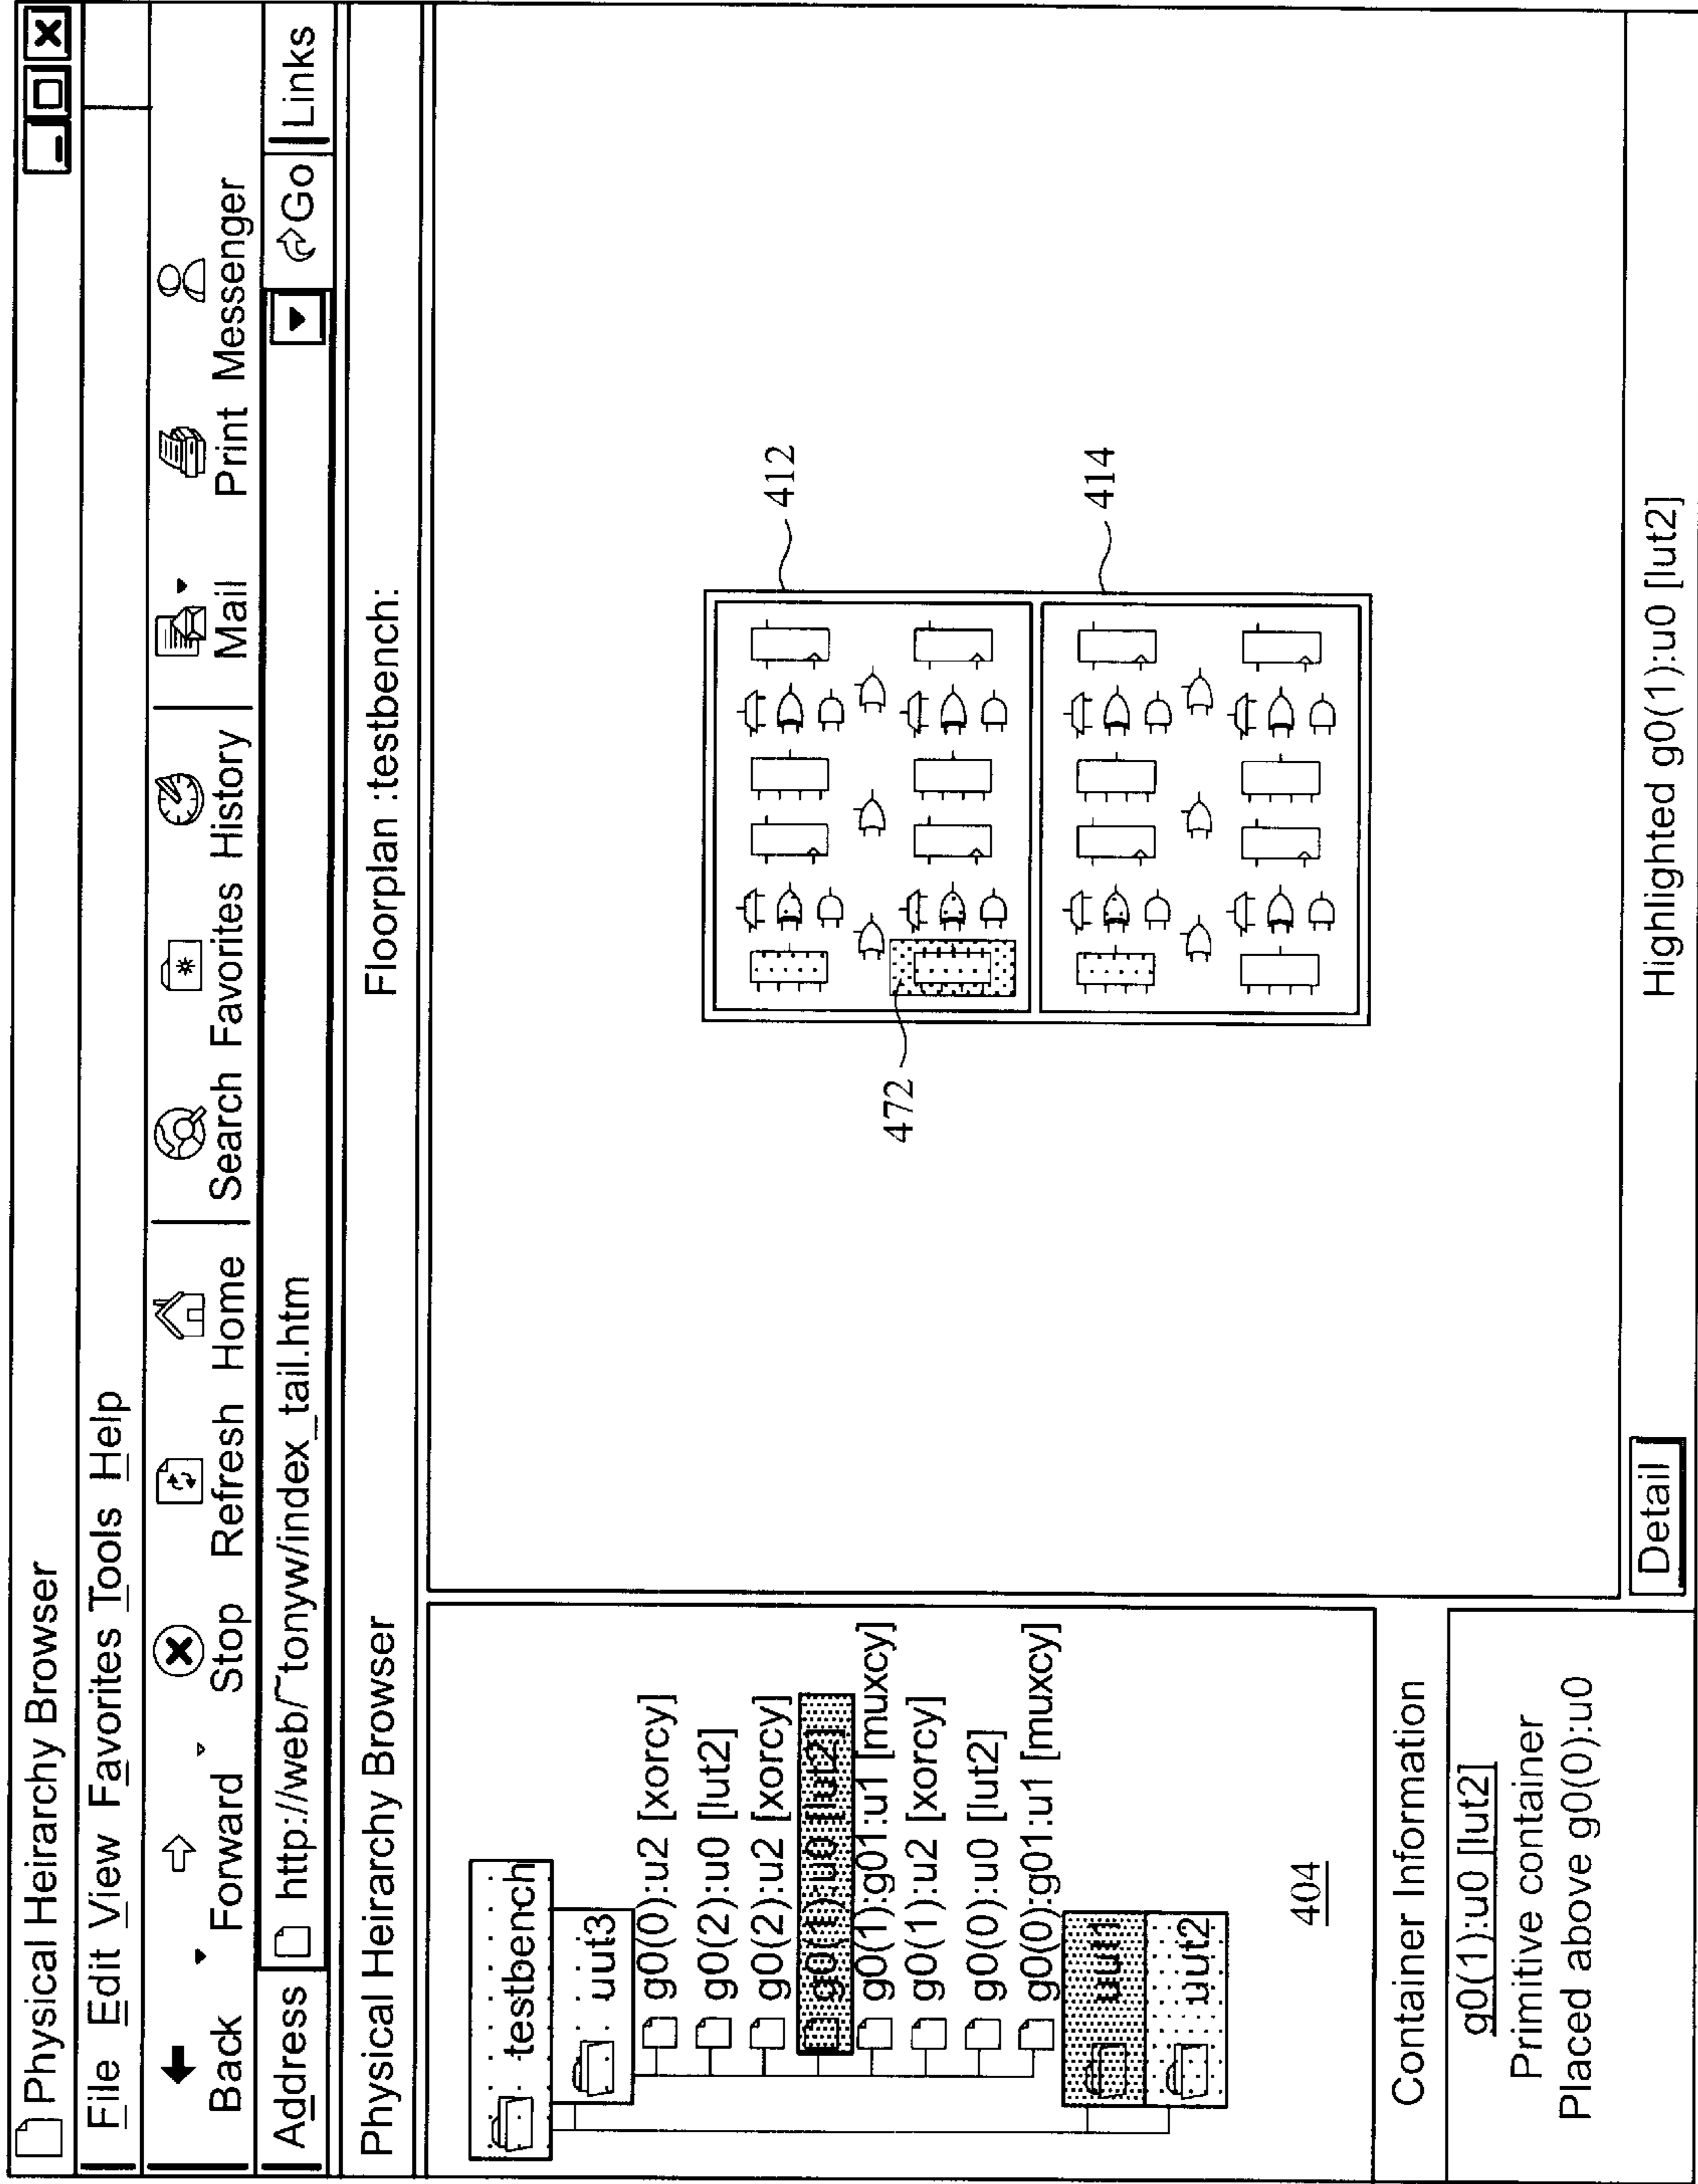 Physical Heirarchy Browser
File Edit View Favorites Tools Help
Back Forward Stop Refresh Home Search Favorites History Mail Print Messenger
Address http://web/~tonyw/index_tail.htm Go Links
Physical Heirarchy Browser
Floorplan :testbench:
testbench
uut3
g0(0):u2 [xorcy]
g0(2):u0 [lut2]
g0(2):u2 [xorcy]
g0(1):u0 [lut2]
g0(1):g01:u1 [muxcy]
g0(1):u2 [xorcy]
g0(0):u0 [lut2]
g0(0):g01:u1 [muxcy]
uut1
uut2
404
412
414
472
Container Information
g0(1):u0 [lut2]
Primitive container
Placed above g0(0):u0
Detail
Highlighted g0(1):u0 [lut2]